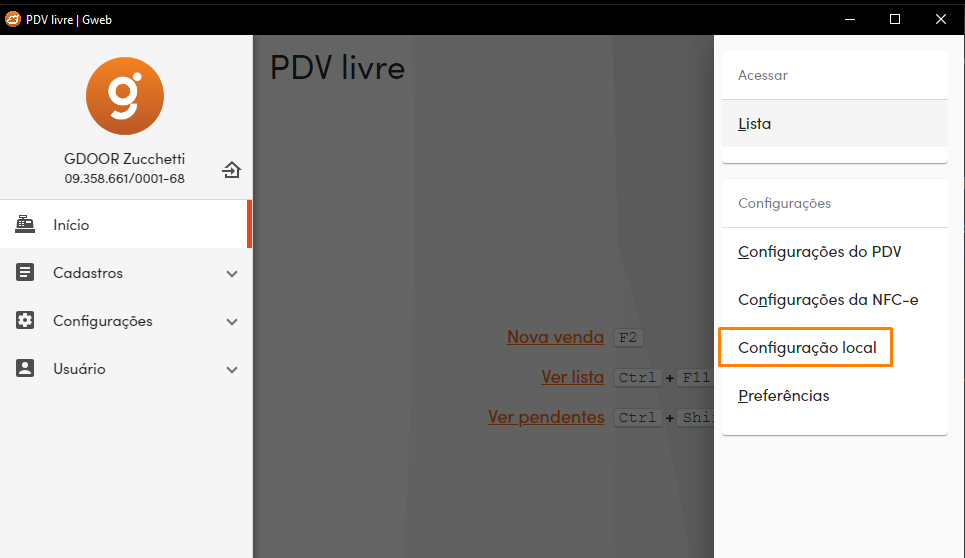 PDV livre | Gweb
g
GDOOR Zucchetti
09.358.661/0001-68
Início
Cadastros
Configurações
Usuário
PDV livre
Nova venda F2
Ver lista Ctrl + F11
Ver pendentes Ctrl + Shi
Acessar
Lista
Configurações
Configurações do PDV
Configurações da NFC-e
Configuração local
Preferências